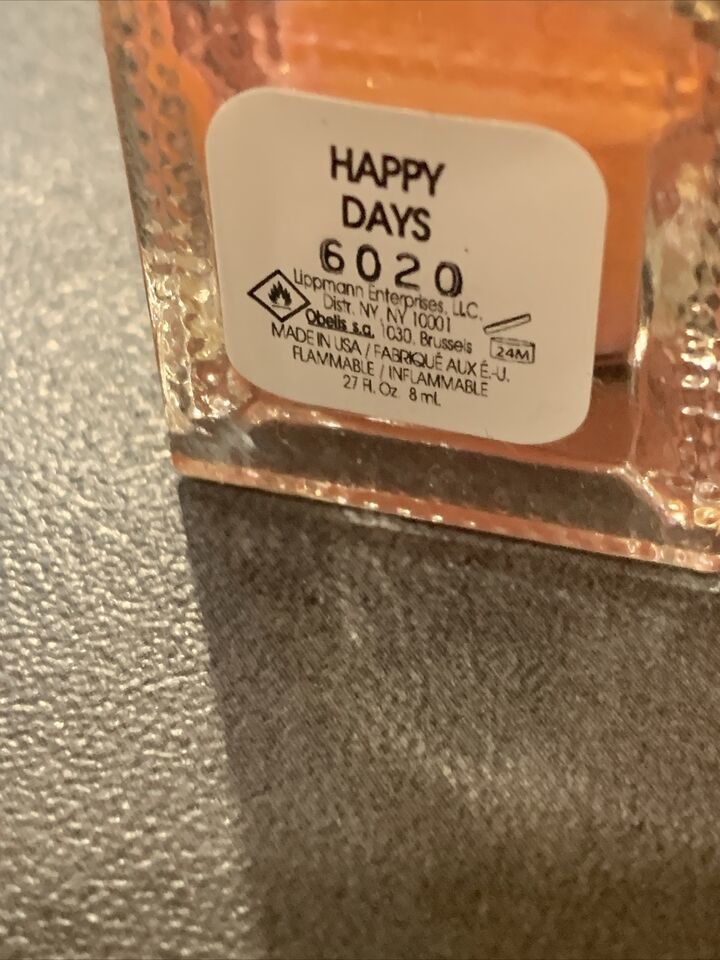 HAPPY
DAYS
6020
Lippmann Enterprises, LLC.
Distr. NY, NY 10001
Obelis s.a. 1030, Brussels
24M
MADE IN USA / FABRIQUÉ AUX É.-U.
FLAMMABLE / INFLAMMABLE
.27 Fl. Oz 8 ml.